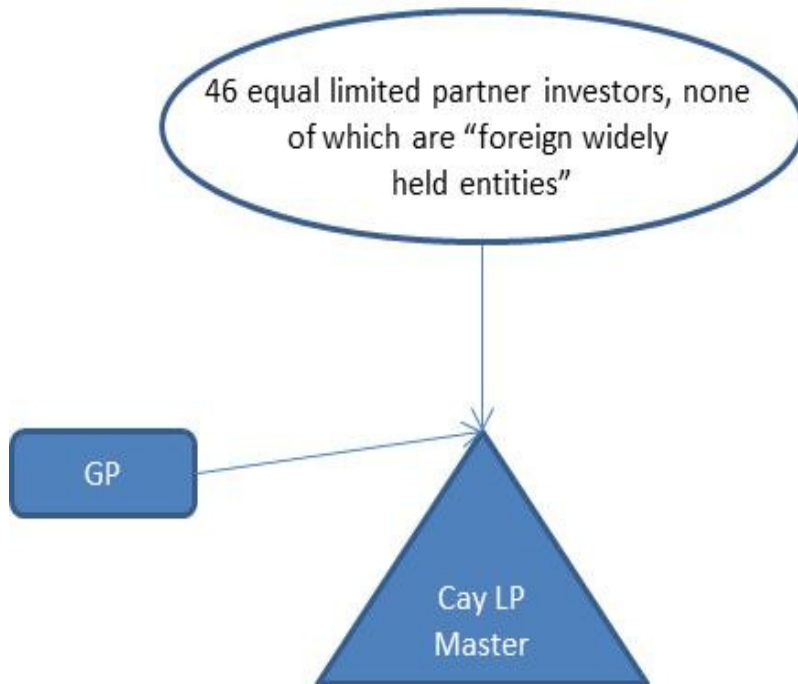 46 equal limited partner investors, none
of which are “foreign widely
held entities”
GP
Cay LP
Master